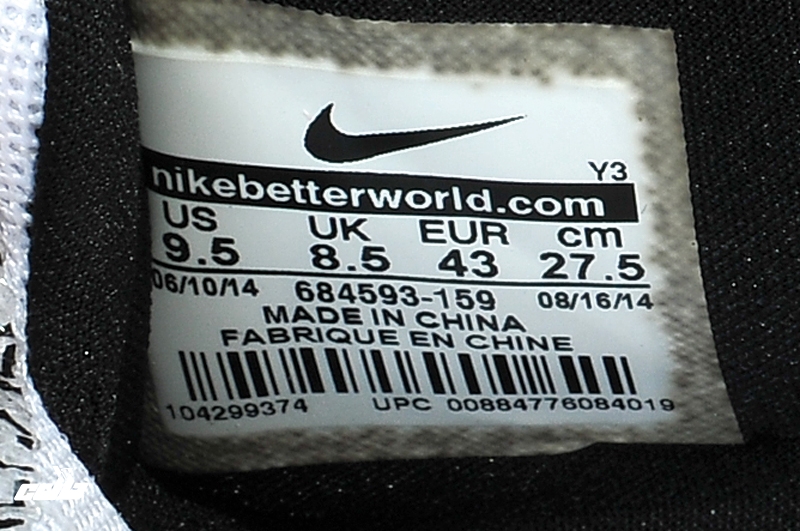 Y3
nikebetterworld.com
US UK EUR cm
9.5 8.5 43 27.5
06/10/14 684593-159 08/16/14
MADE IN CHINA
FABRIQUE EN CHINE
104299374 UPC 00884776084019